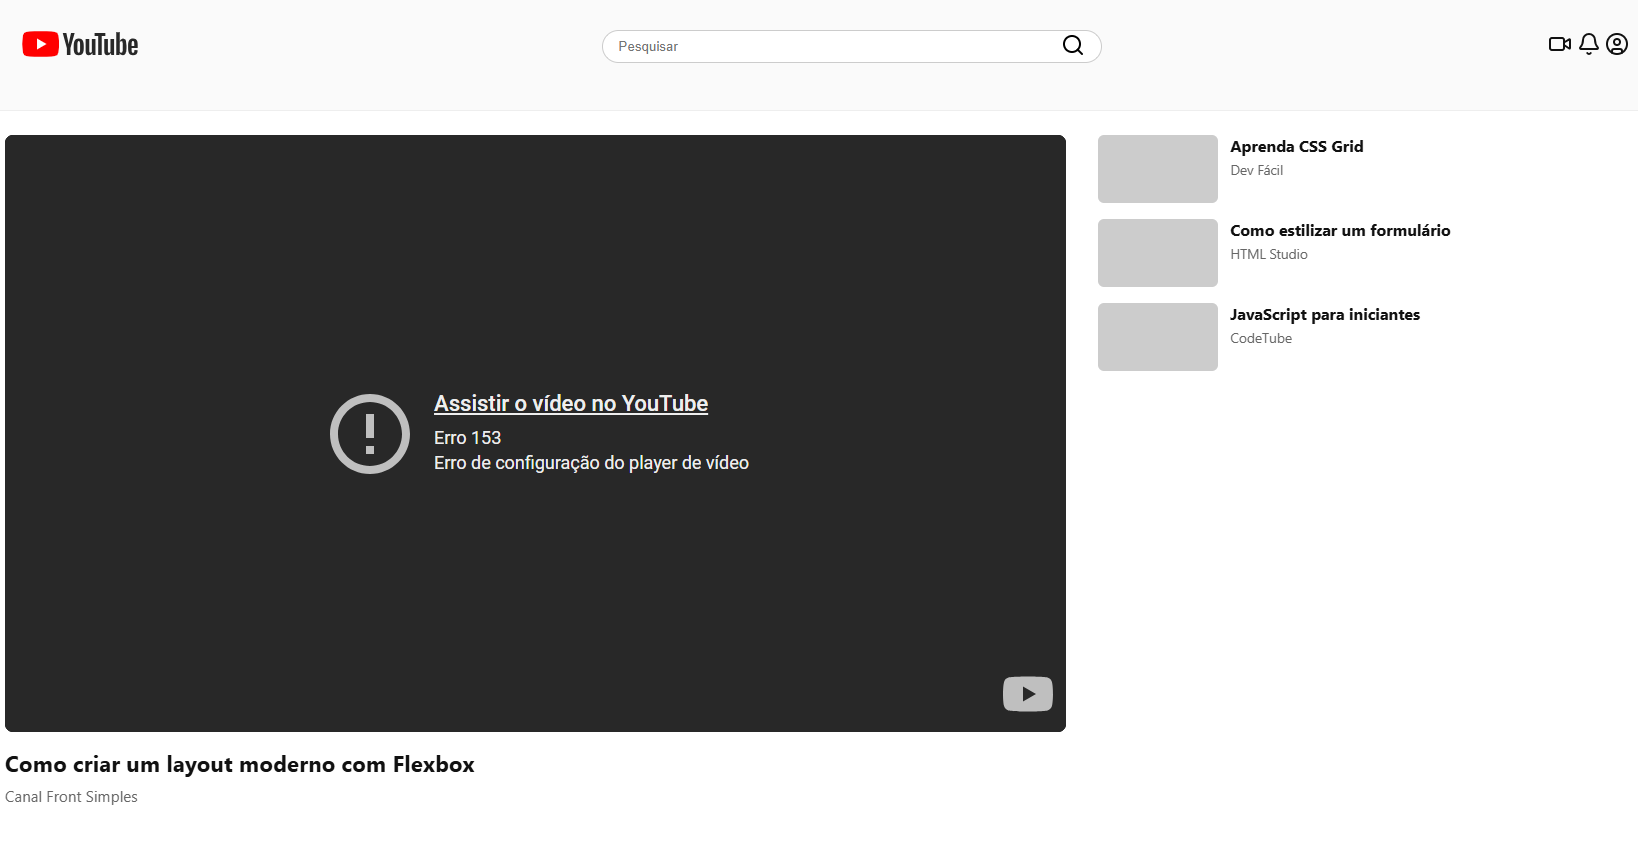 YouTube
Pesquisar
Assistir o vídeo no YouTube
Erro 153
Erro de configuração do player de vídeo
Como criar um layout moderno com Flexbox
Canal Front Simples
Aprenda CSS Grid
Dev Fácil
Como estilizar um formulário
HTML Studio
JavaScript para iniciantes
CodeTube